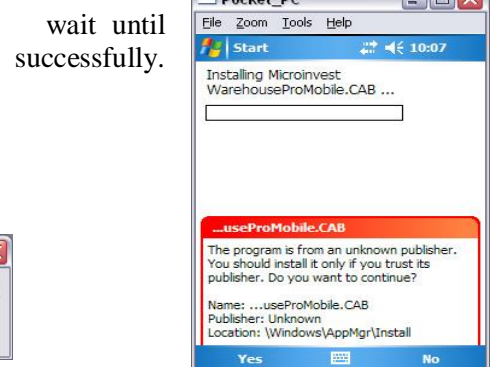 wait until
successfully.
Pocket_PC
File Zoom Tools Help
Start 10:07
Installing Microinvest
WarehouseProMobile.CAB ...
...useProMobile.CAB
The program is from an unknown publisher.
You should install it only if you trust its
publisher. Do you want to continue?
Name: ...useProMobile.CAB
Publisher: Unknown
Location: \Windows\AppMgr\Install
Yes No